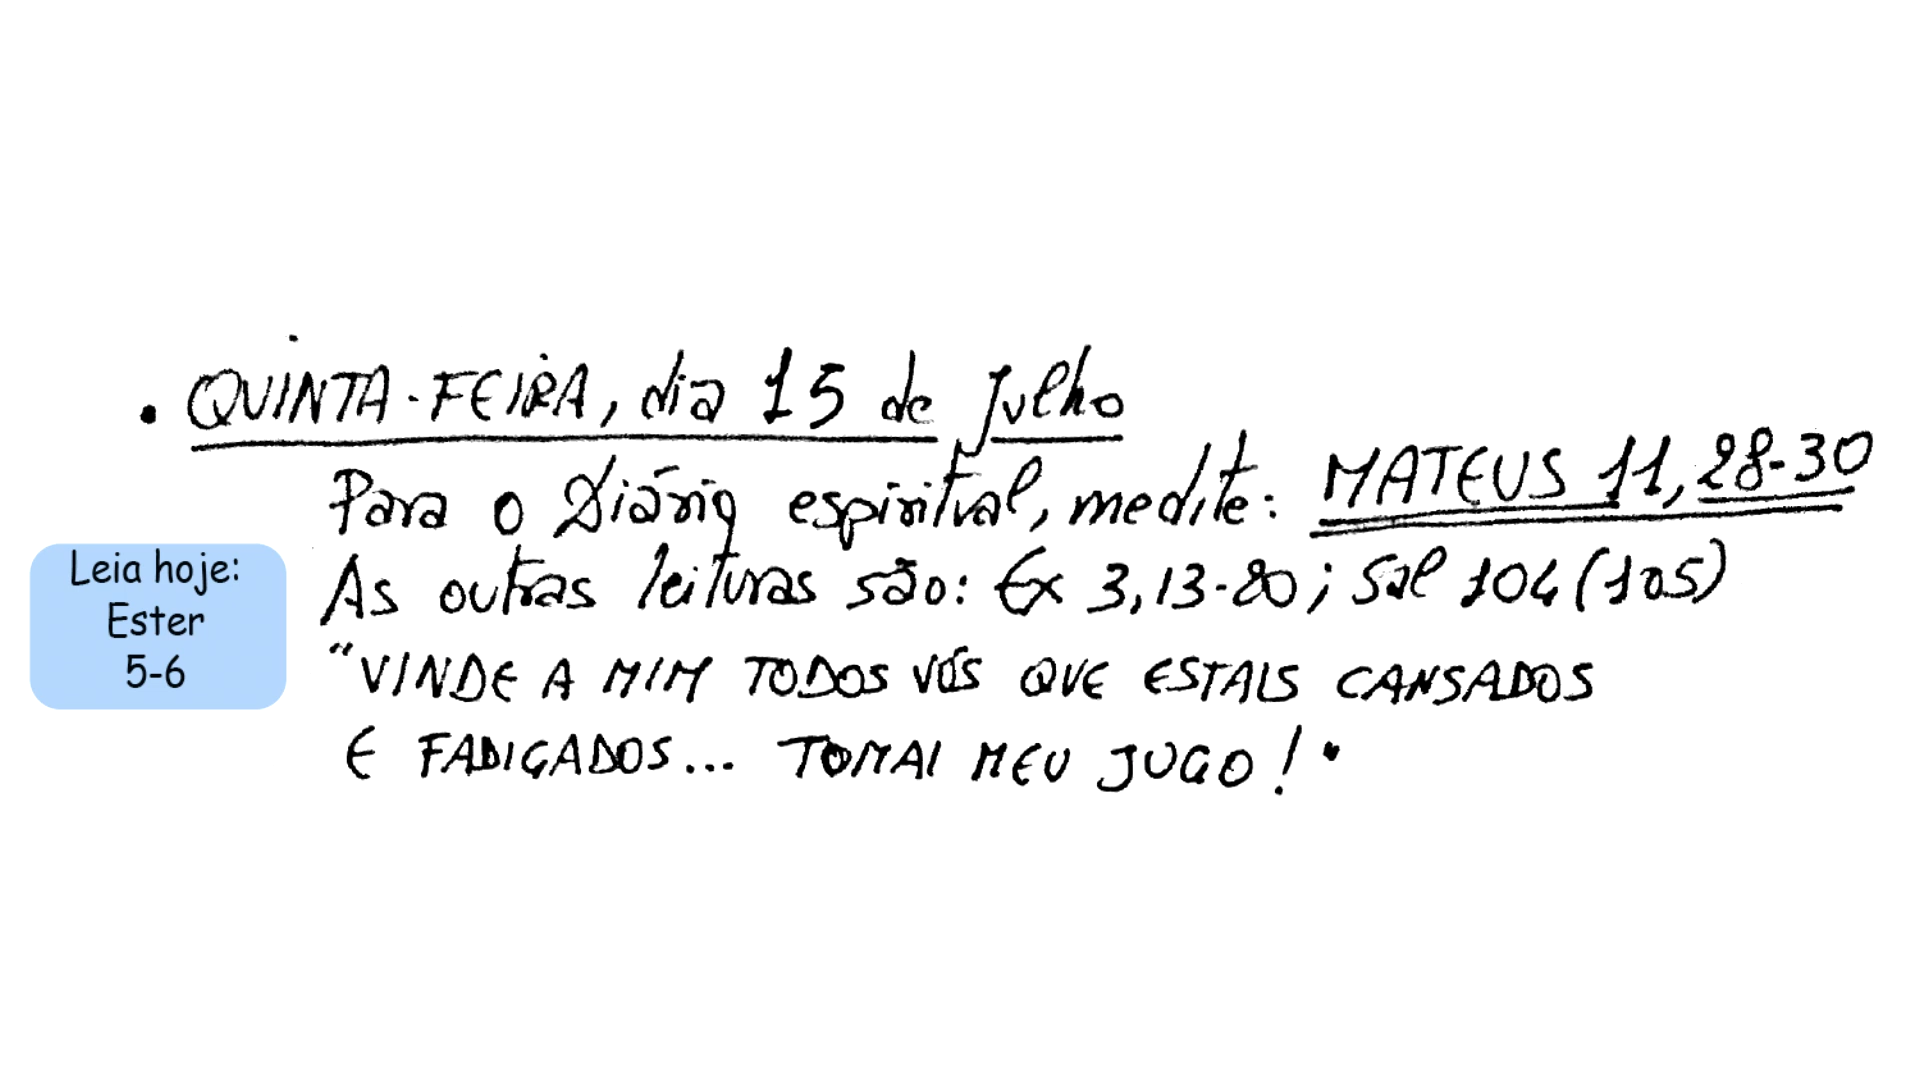 • QUINTA-FEIRA, dia 15 de Julho
Para o Diário espiritual, medite: MATEUS 11, 28-30
Leia hoje:
Ester
5-6
As outras leituras são: Ex 3, 13-20; Sal 104 (105)
"VINDE A MIM TODOS VÓS QUE ESTAIS CANSADOS
E FADIGADOS... TOMAI MEU JUGO!"